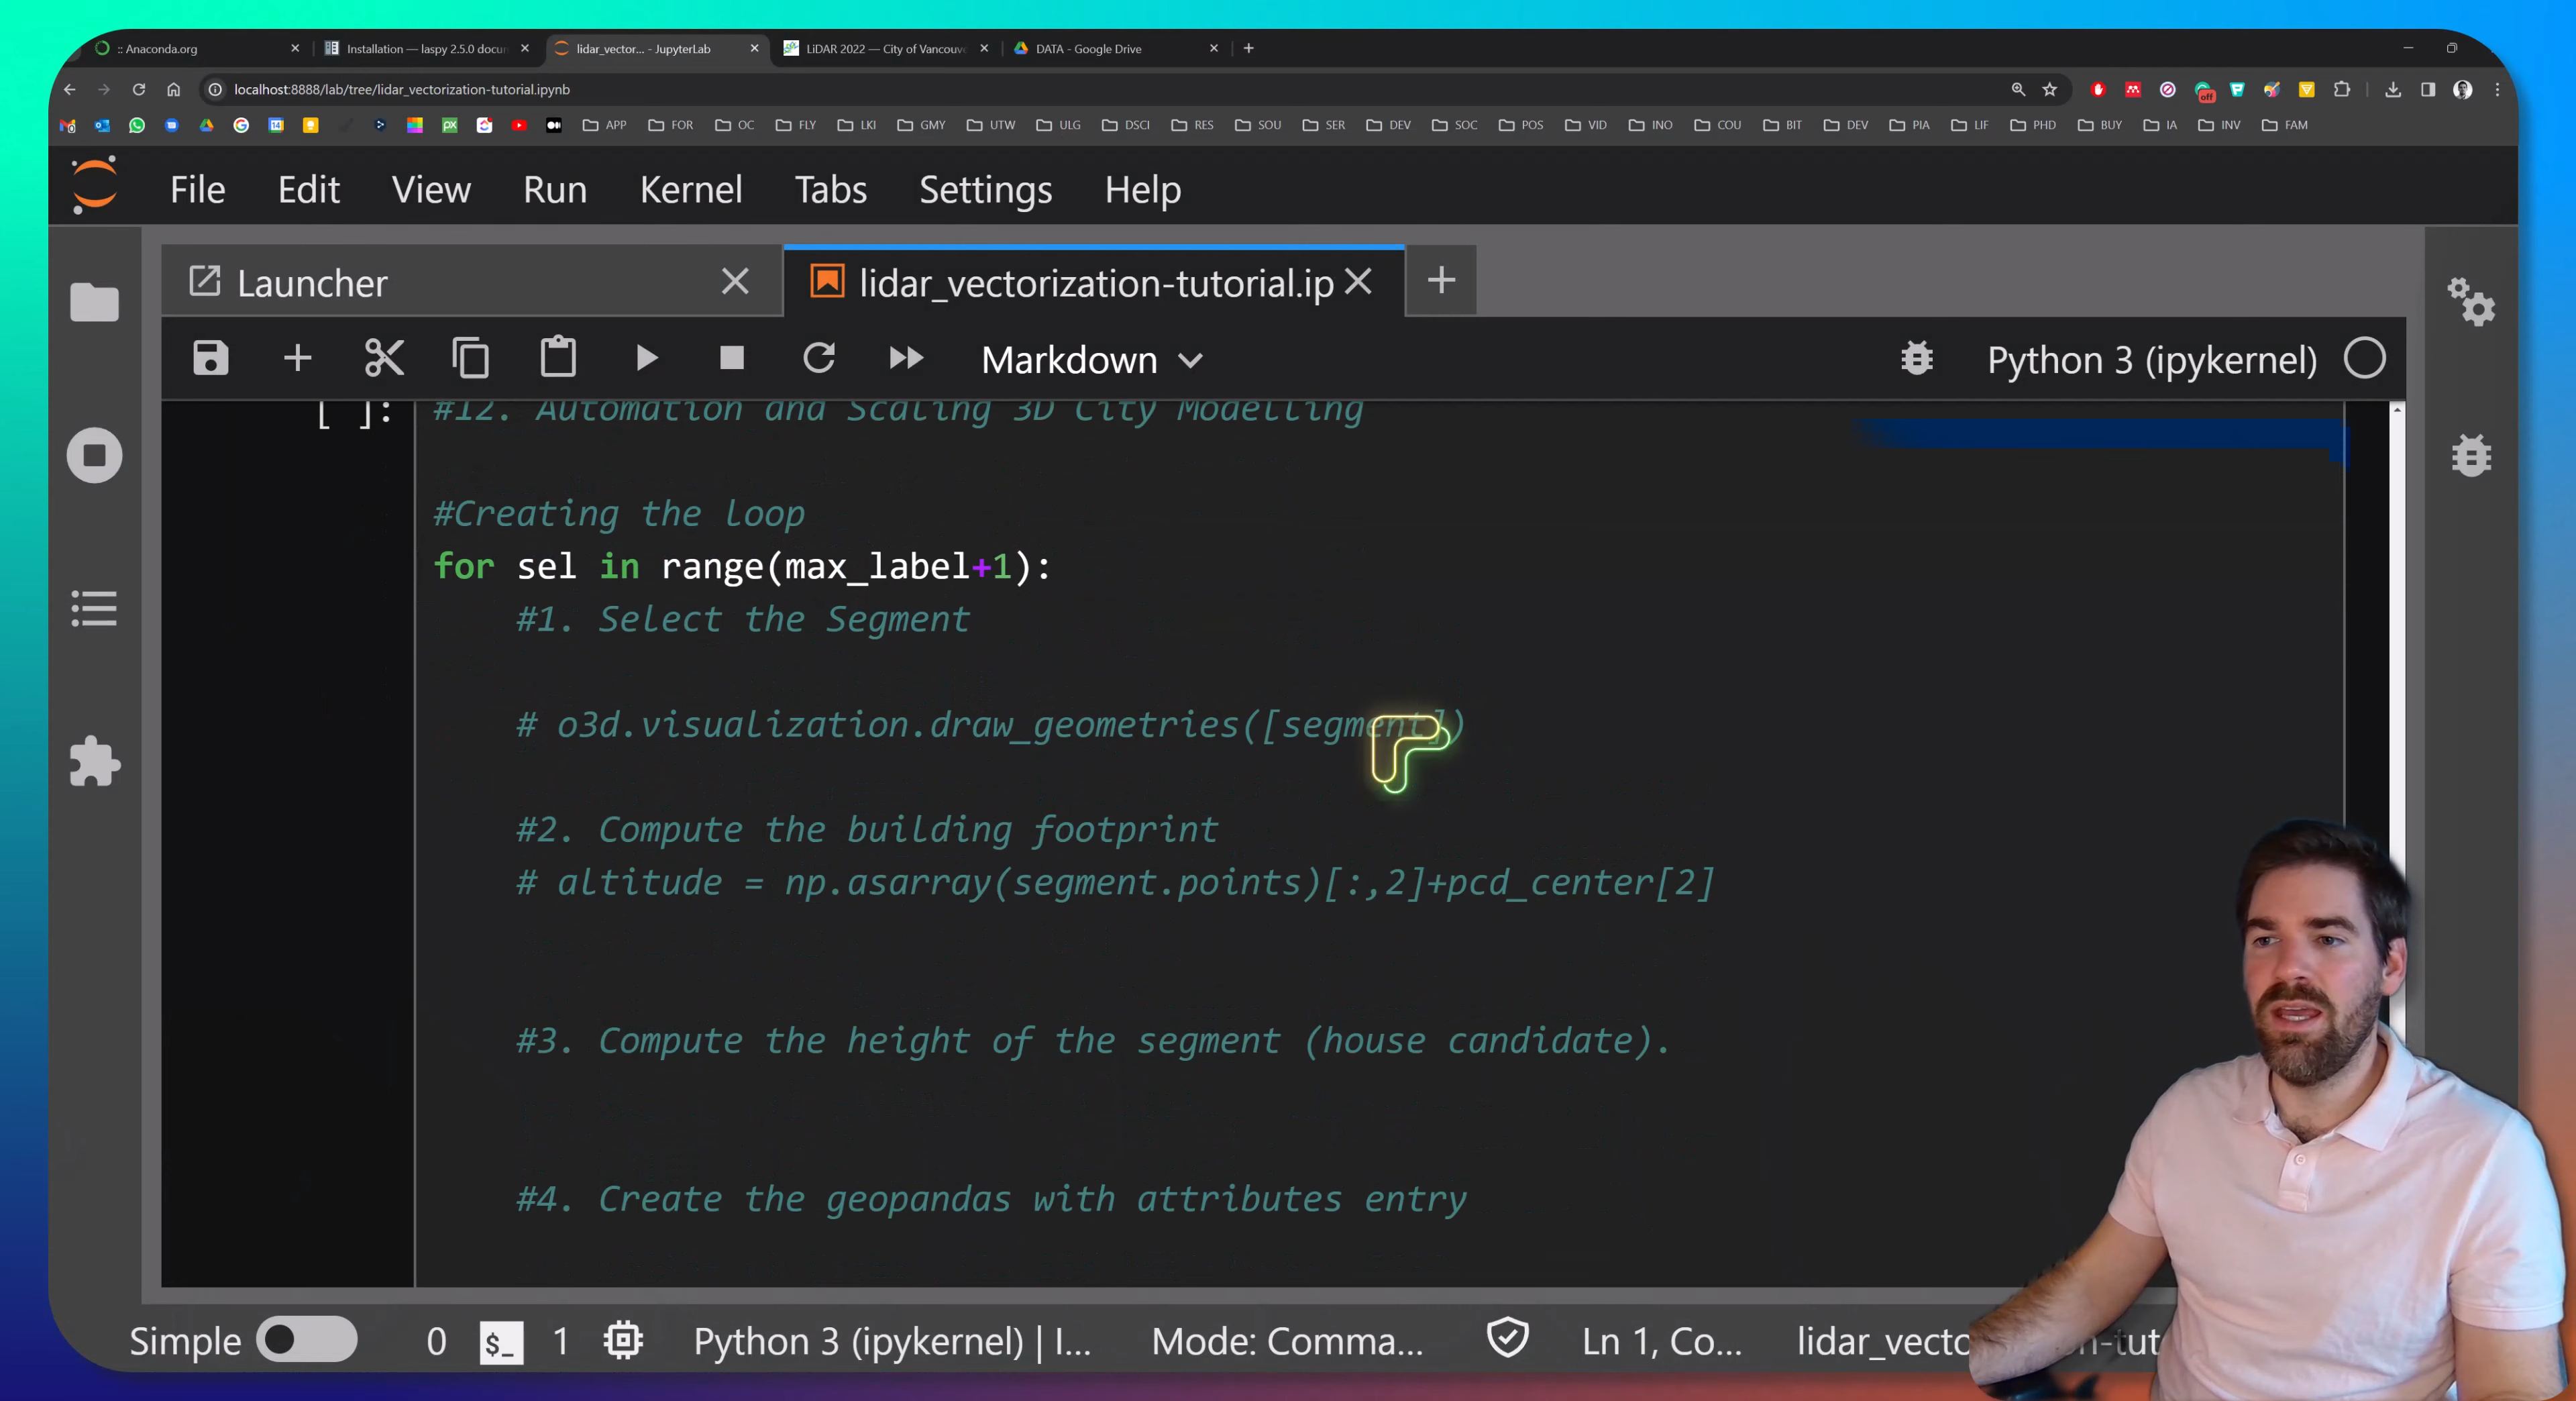 :: Anaconda.org
Installation — laspy 2.5.0 docun
lidar_vector... - JupyterLab
LiDAR 2022 — City of Vancouv
DATA - Google Drive
localhost:8888/lab/tree/lidar_vectorization-tutorial.ipynb
off
APP FOR OC FLY LKI GMY UTW ULG DSCI RES SOU SER DEV SOC POS VID INO COU BIT DEV PIA LIF PHD BUY IA INV FAM
File Edit View Run Kernel Tabs Settings Help
Launcher
lidar_vectorization-tutorial.ip
Markdown
Python 3 (ipykernel)
[ ]: #12. Automation and Scaling 3D City Modelling
#Creating the loop
for sel in range(max_label+1):
#1. Select the Segment
# o3d.visualization.draw_geometries([segment])
#2. Compute the building footprint
# altitude = np.asarray(segment.points)[:,2]+pcd_center[2]
#3. Compute the height of the segment (house candidate).
#4. Create the geopandas with attributes entry
Simple 0 $_ 1 Python 3 (ipykernel) | I... Mode: Comma... Ln 1, Co... lidar_vecto n-tut